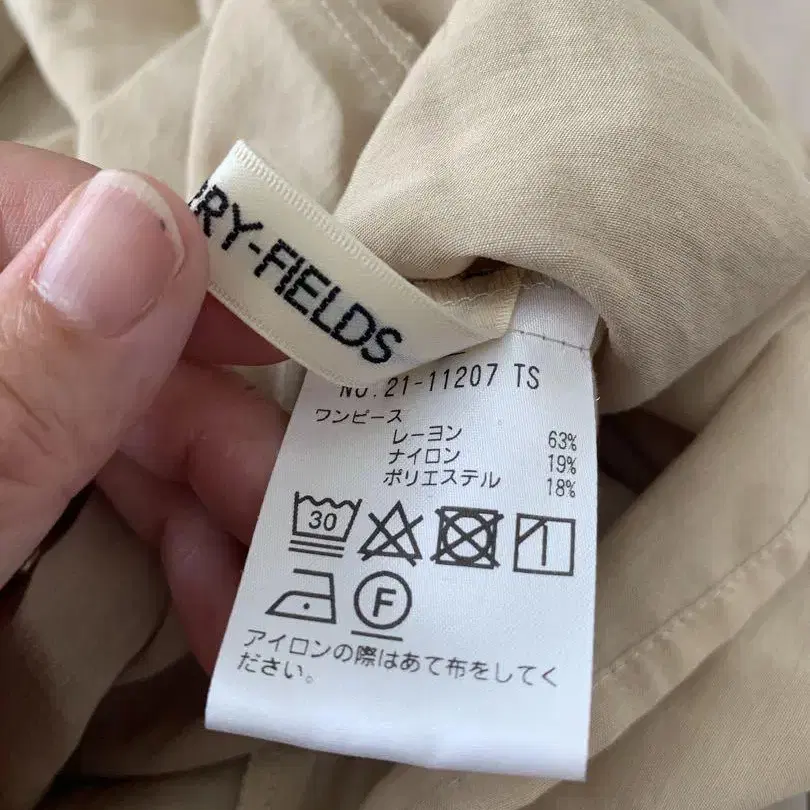 RY-FIELDS
NO.21-11207 TS
ワンピース
レーヨン 63%
ナイロン 19%
ポリエステル 18%
30
F
アイロンの際はあて布をしてく
ださい。